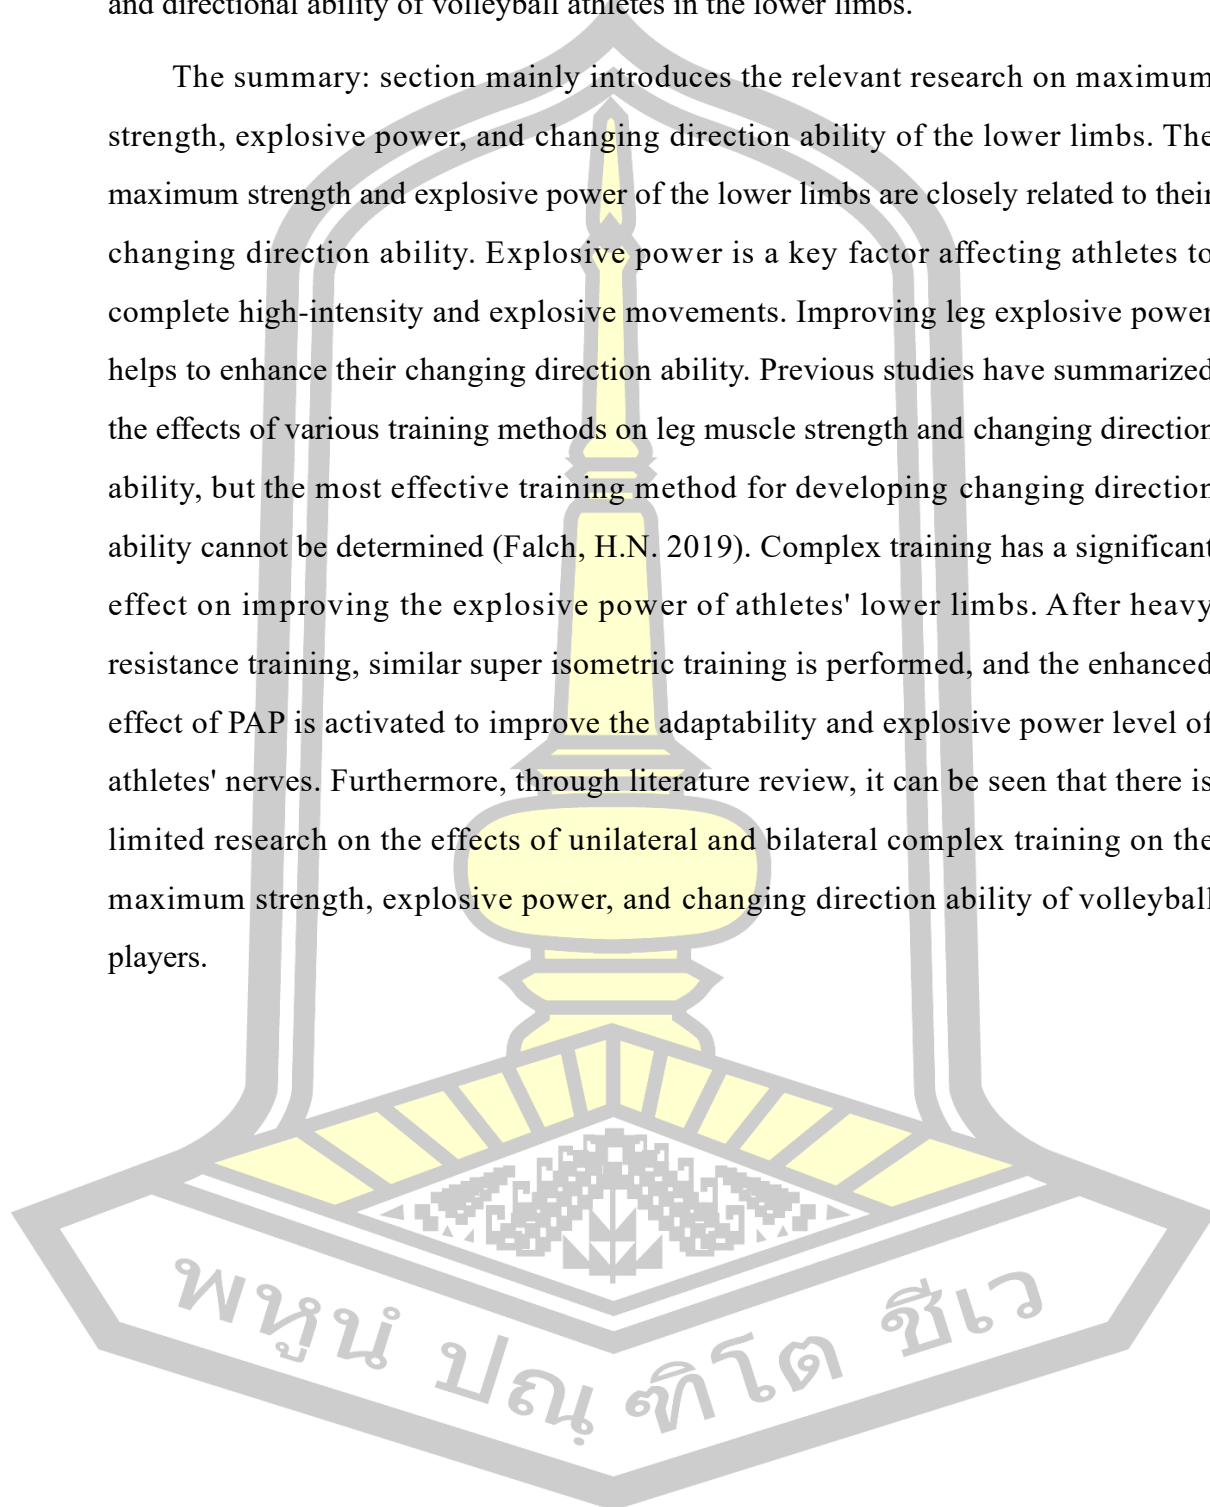 and directional ability of volleyball athletes in the lower limbs.
The summary: section mainly introduces the relevant research on maximum
strength, explosive power, and changing direction ability of the lower limbs. The
maximum strength and explosive power of the lower limbs are closely related to their
changing direction ability. Explosive power is a key factor affecting athletes to
complete high-intensity and explosive movements. Improving leg explosive power
helps to enhance their changing direction ability. Previous studies have summarized
the effects of various training methods on leg muscle strength and changing direction
ability, but the most effective training method for developing changing direction
ability cannot be determined (Falch, H.N. 2019). Complex training has a significant
effect on improving the explosive power of athletes' lower limbs. After heavy
resistance training, similar super isometric training is performed, and the enhanced
effect of PAP is activated to improve the adaptability and explosive power level of
athletes' nerves. Furthermore, through literature review, it can be seen that there is
limited research on the effects of unilateral and bilateral complex training on the
maximum strength, explosive power, and changing direction ability of volleyball
players.
พหูนํ ปณฺฑิโต ชีเว